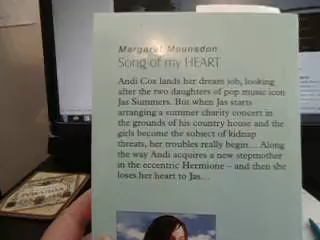 Margaret Mounsdon
Song of my HEART
Andi Cox lands her dream job, looking
after the two daughters of pop music icon
Jas Summers. But when Jas starts
arranging a summer charity concert in
the grounds of his country house and the
girls become the subject of kidnap
threats, her troubles really begin... Along
the way Andi acquires a new stepmother
in the eccentric Hermione – and then she
loses her heart to Jas...